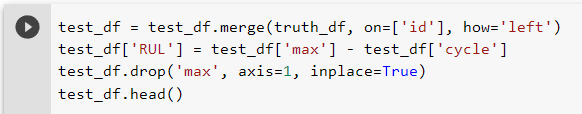 test_df = test_df.merge(truth_df, on=['id'], how='left')
test_df['RUL'] = test_df['max'] - test_df['cycle']
test_df.drop('max', axis=1, inplace=True)
test_df.head()